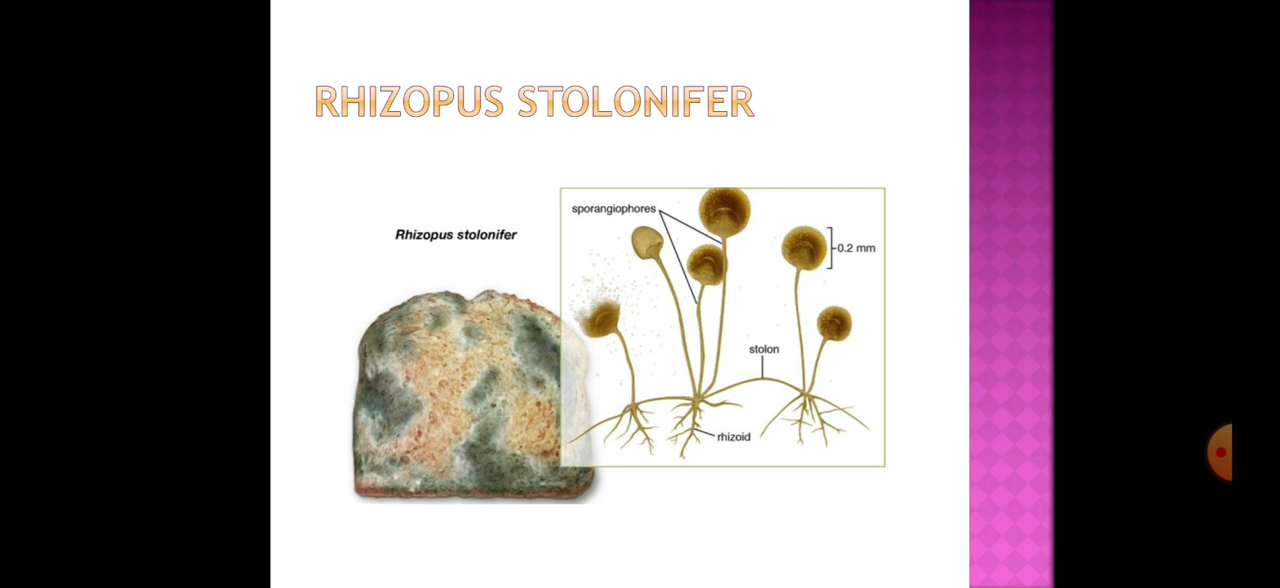 RHIZOPUS STOLONIFER
Rhizopus stolonifer
sporangiophores
0.2 mm
stolon
rhizoid